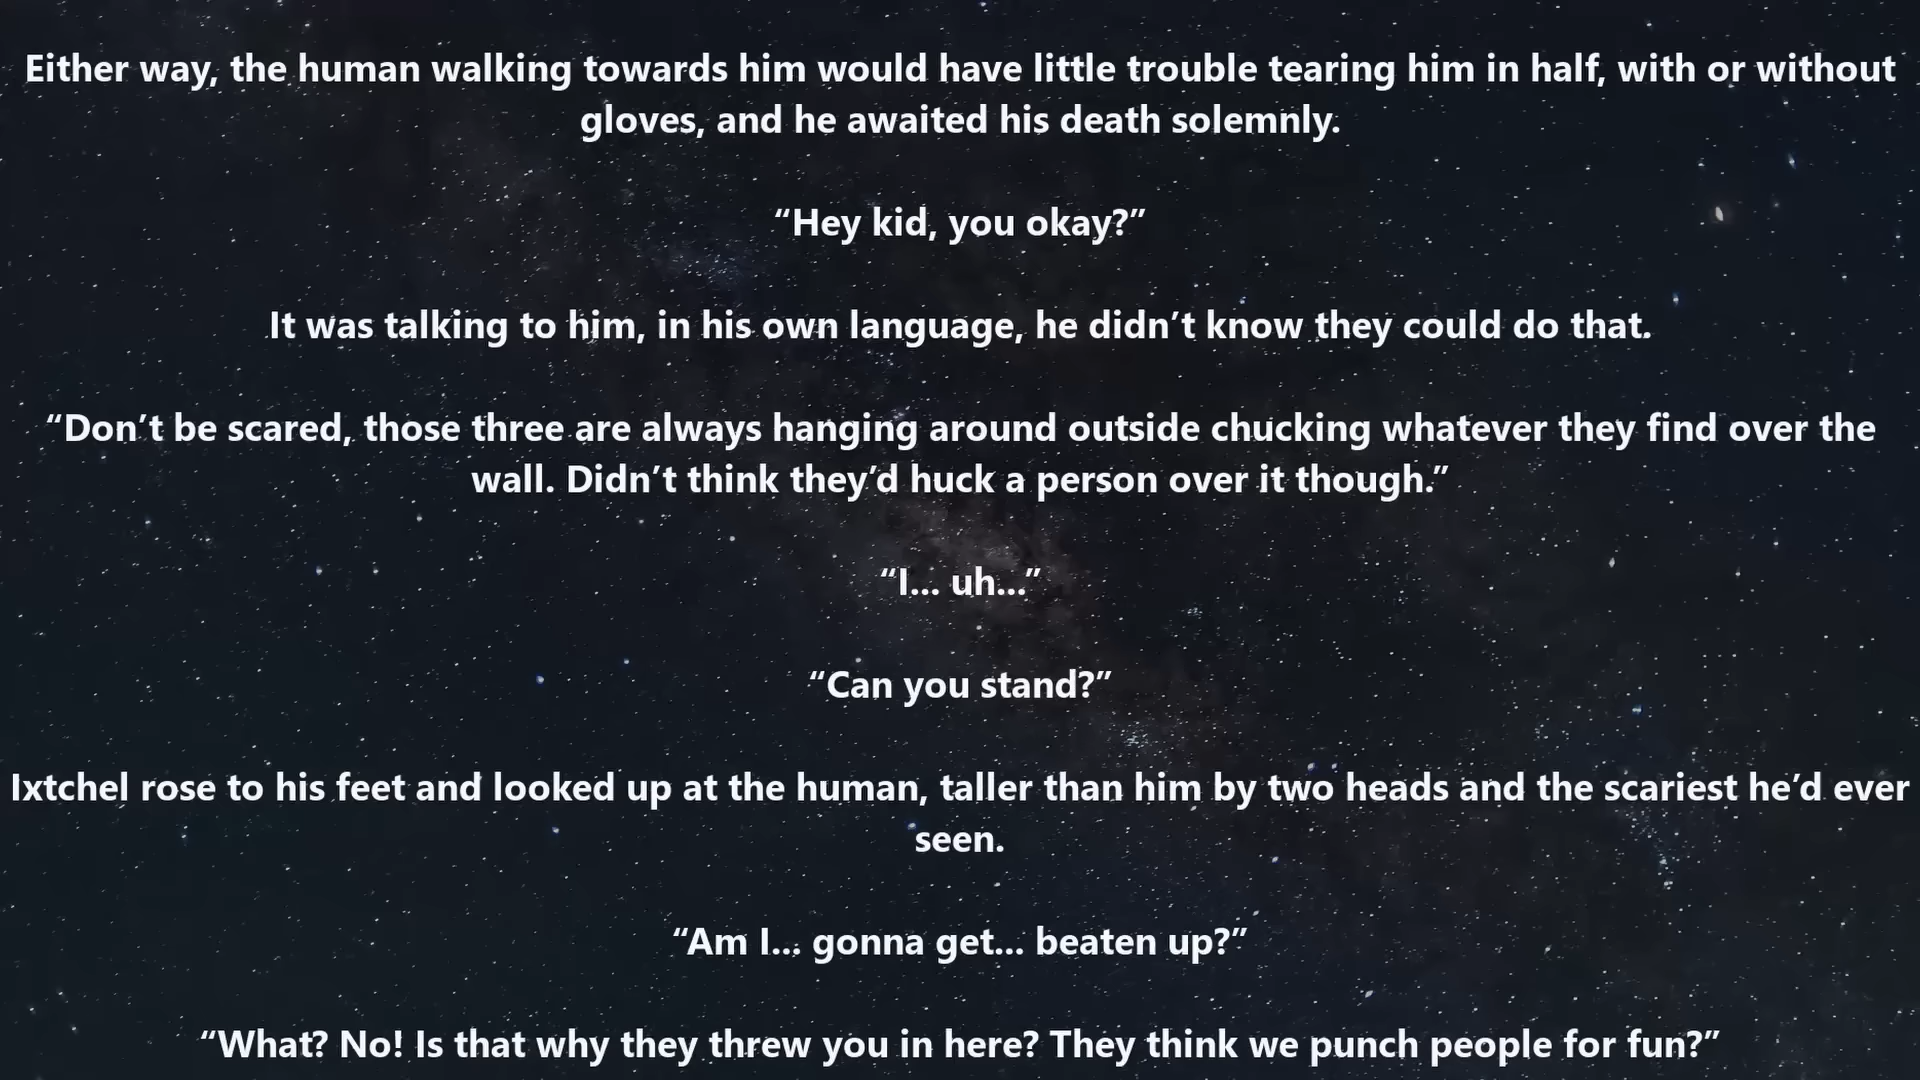 Either way, the human walking towards him would have little trouble tearing him in half, with or without
gloves, and he awaited his death solemnly.
“Hey kid, you okay?”
It was talking to him, in his own language, he didn’t know they could do that.
“Don’t be scared, those three are always hanging around outside chucking whatever they find over the
wall. Didn’t think they’d huck a person over it though.”
“I... uh...”
“Can you stand?”
Ixtchel rose to his feet and looked up at the human, taller than him by two heads and the scariest he’d ever
seen.
“Am I... gonna get... beaten up?”
“What? No! Is that why they threw you in here? They think we punch people for fun?”